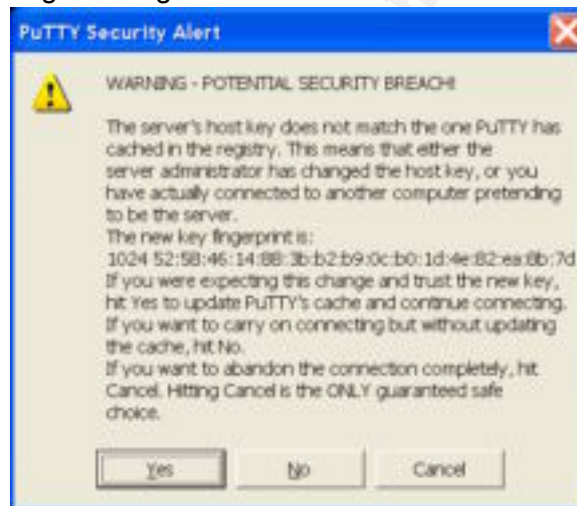 PuTTY Security Alert
WARNING - POTENTIAL SECURITY BREACH!
The server's host key does not match the one PuTTY has
cached in the registry. This means that either the
server administrator has changed the host key, or you
have actually connected to another computer pretending
to be the server.
The new key fingerprint is:
1024 52:58:46:14:88:3b:b2:b9:0c:b0:1d:4e:82:ea:8b:7d
If you were expecting this change and trust the new key,
hit Yes to update PuTTY's cache and continue connecting.
If you want to carry on connecting but without updating
the cache, hit No.
If you want to abandon the connection completely, hit
Cancel. Hitting Cancel is the ONLY guaranteed safe
choice.
Yes
No
Cancel